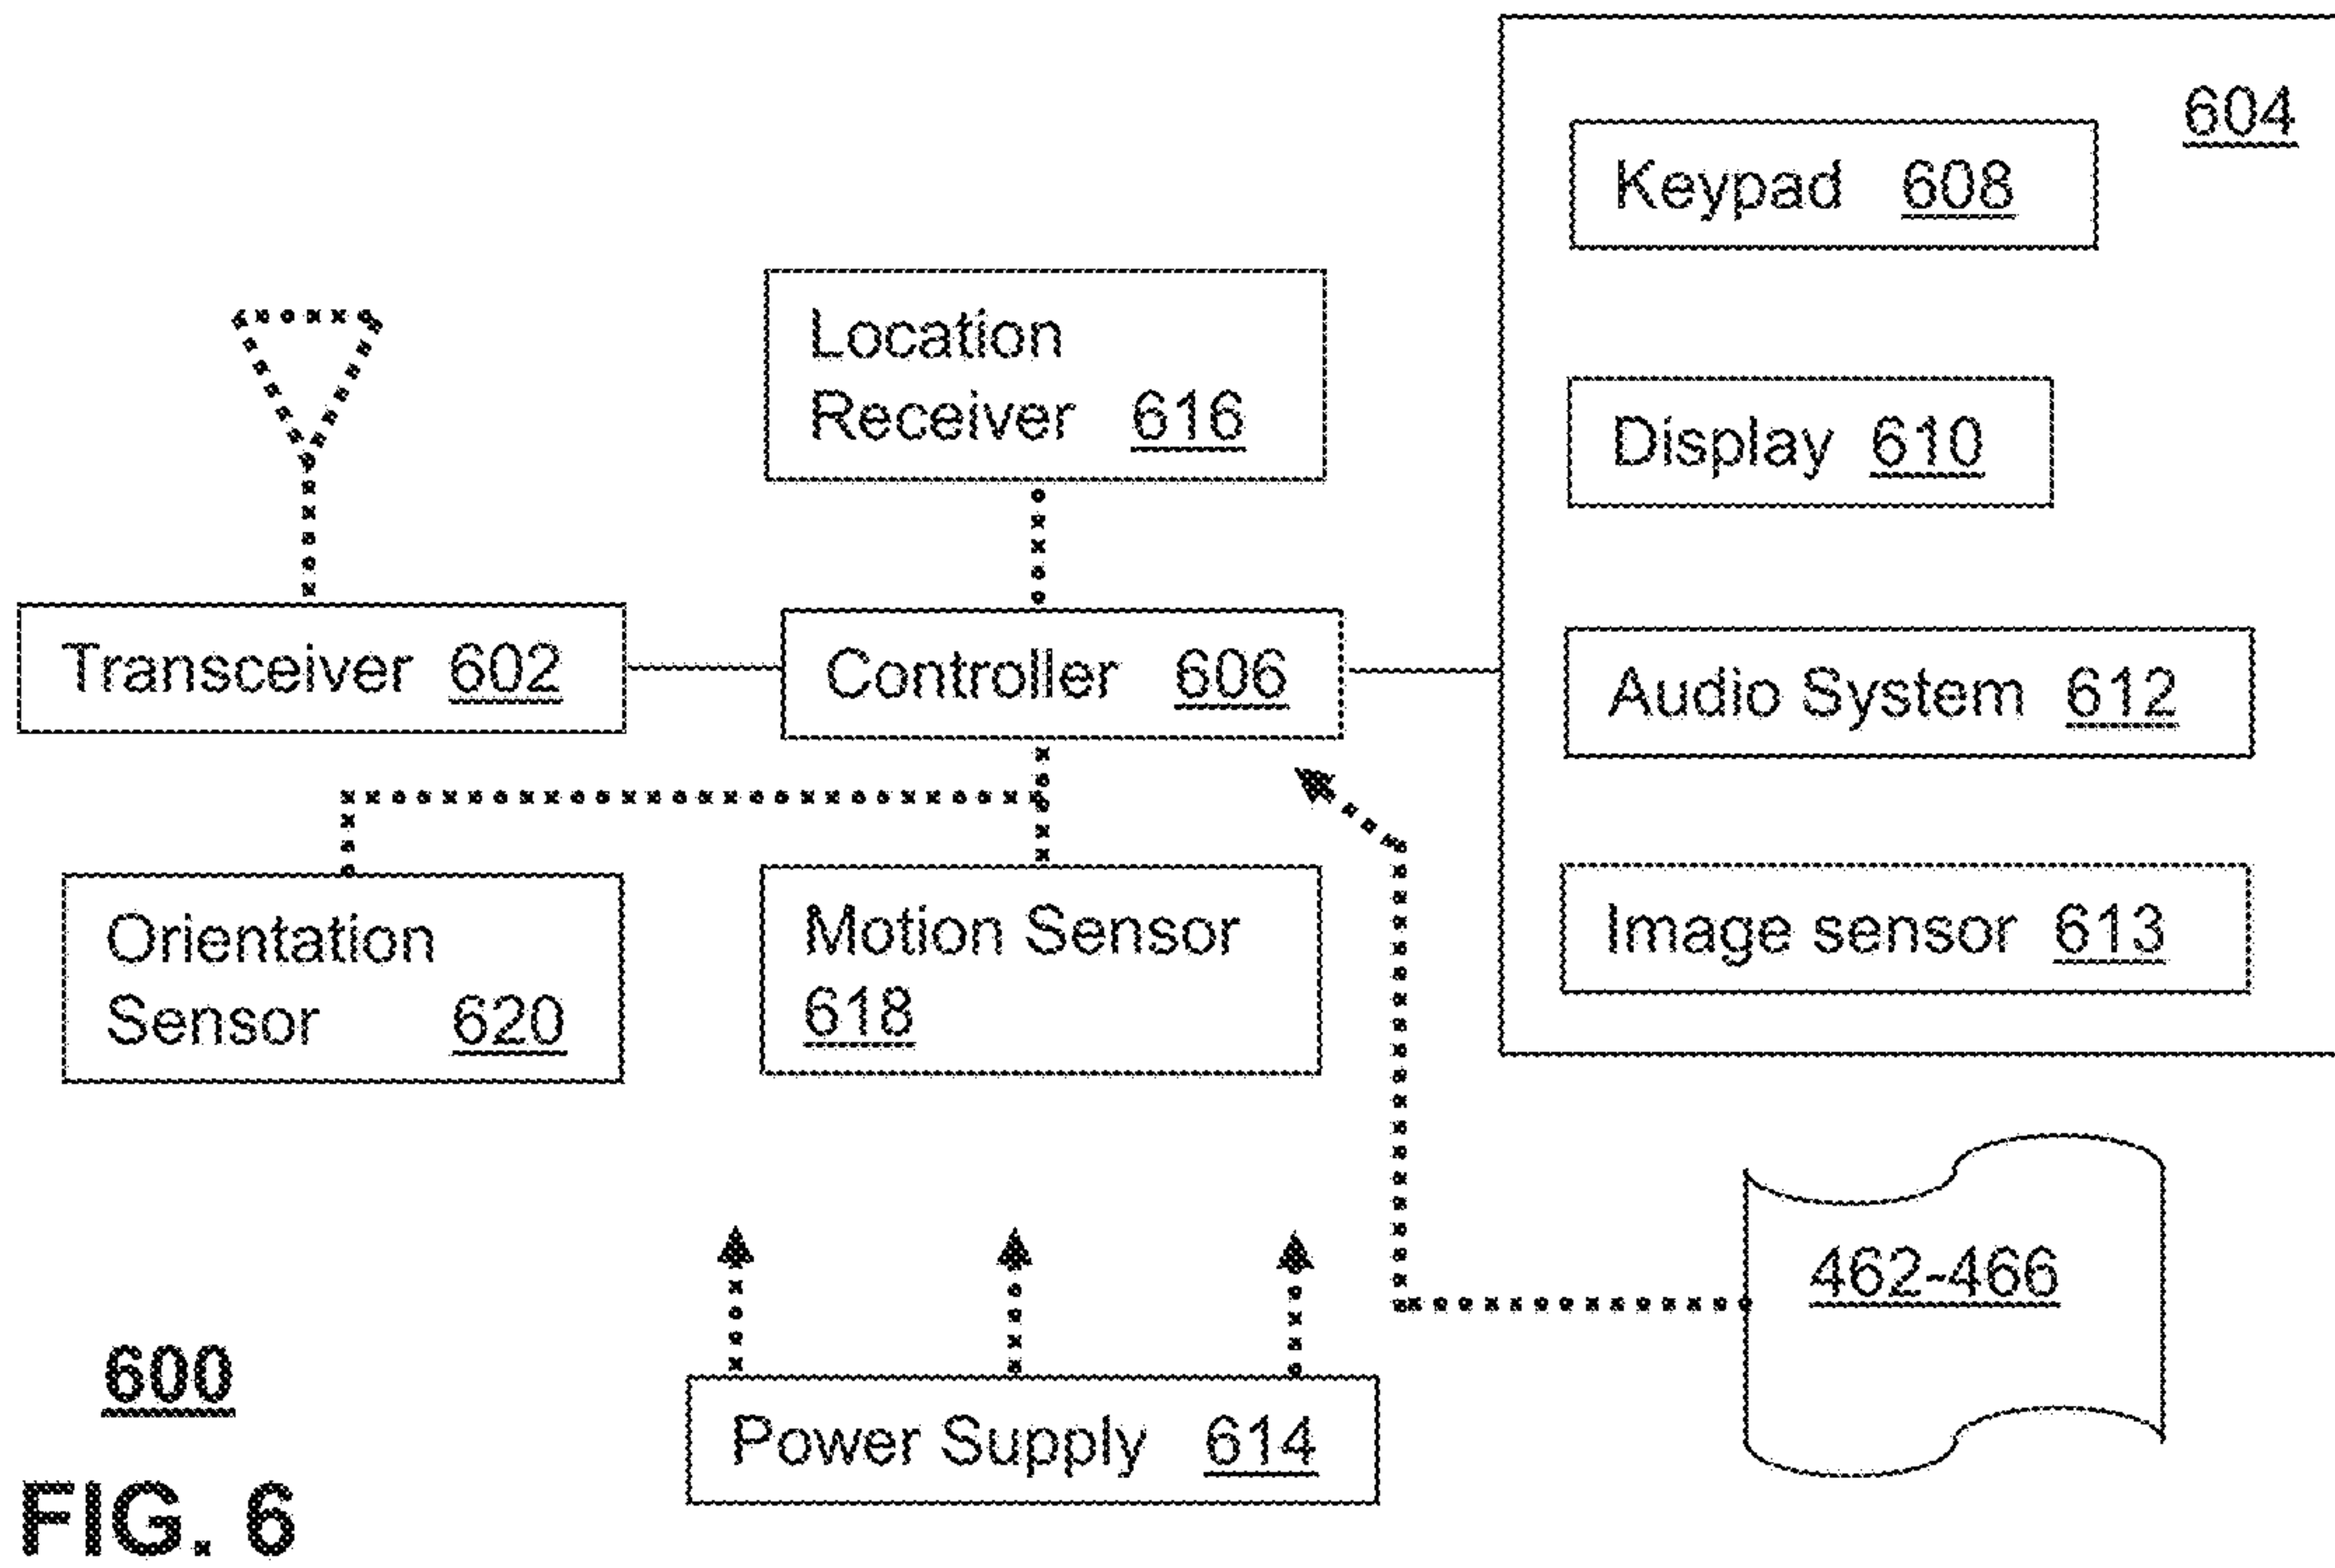 604
Keypad 608
Location
Receiver 616
Display 610
Transceiver 602
Controller 606
Audio System 612
Orientation
Sensor 620
Motion Sensor
618
Image sensor 613
462-466
600
Power Supply 614
FIG. 6